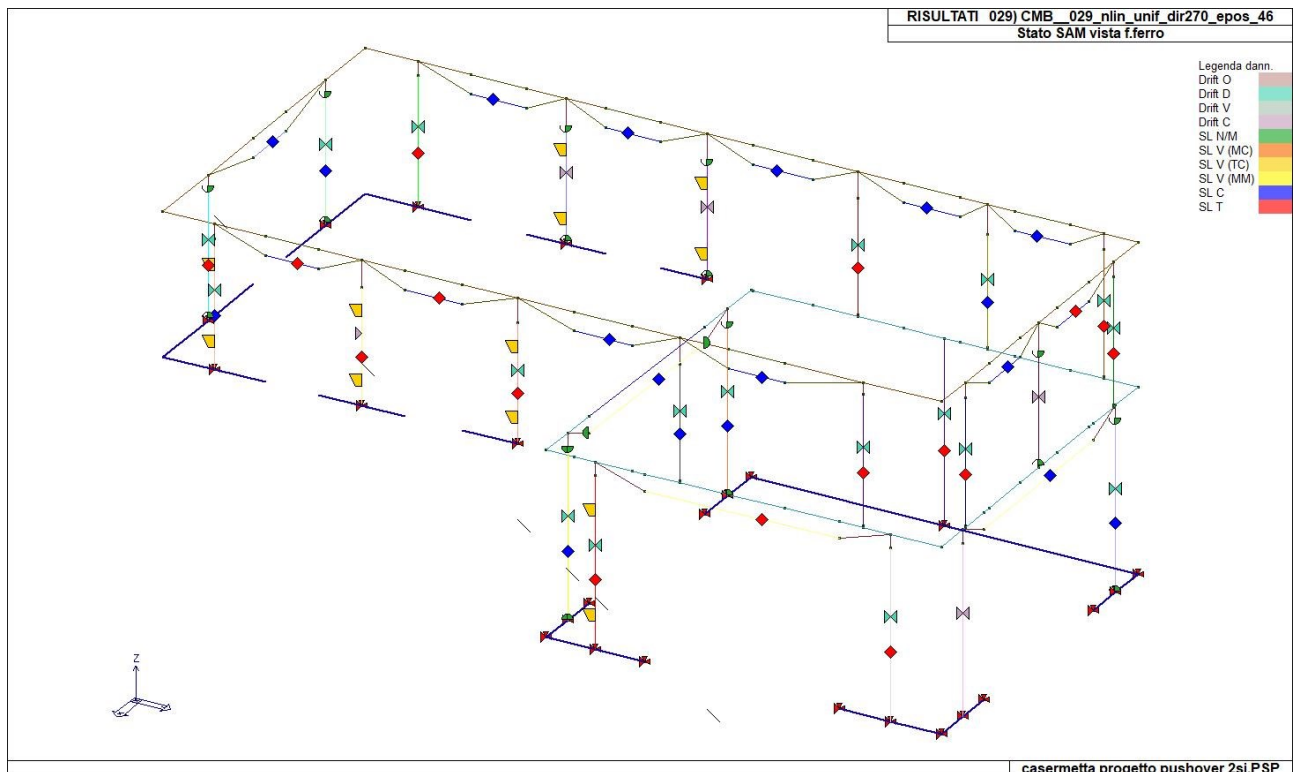 RISULTATI 029) CMB__029_nlin_unif_dir270_epos_46
Stato SAM vista f.ferro
Legenda dann.
Drift O
Drift D
Drift V
Drift C
SL N/M
SL V (MC)
SL V (TC)
SL V (MM)
SL C
SL T
Z
casermetta progetto pushover 2si.PSP